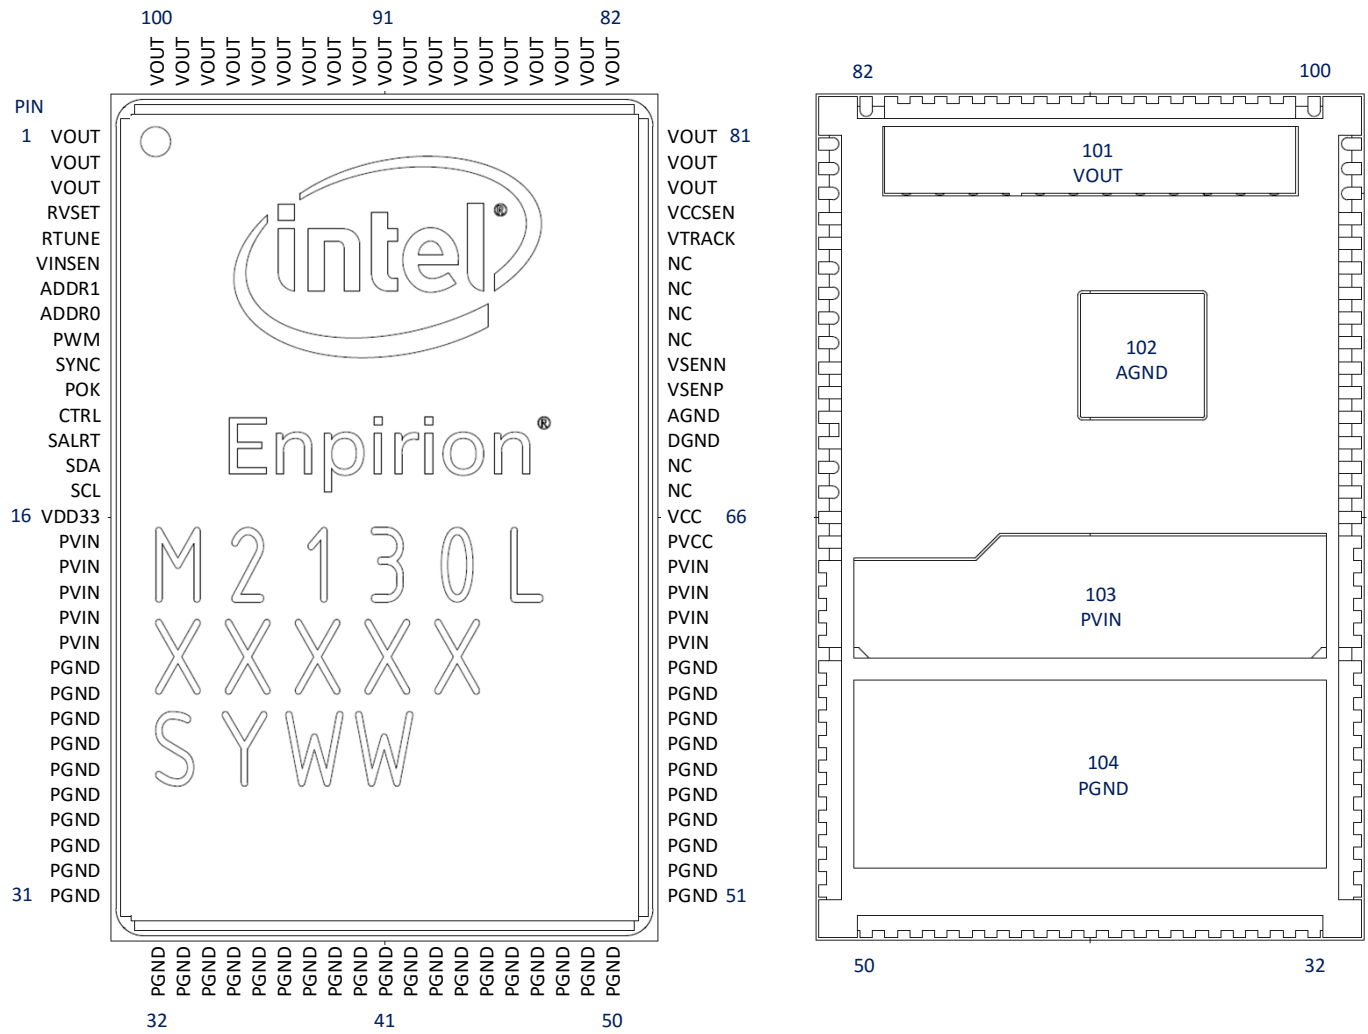 100 91 82
VOUT VOUT VOUT VOUT VOUT VOUT VOUT VOUT VOUT VOUT VOUT VOUT VOUT VOUT VOUT VOUT VOUT VOUT VOUT
PIN
1 VOUT
VOUT
VOUT
RVSET
RTUNE
VINSEN
ADDR1
ADDR0
PWM
SYNC
POK
CTRL
SALRT
SDA
SCL
16 VDD33
PVIN
PVIN
PVIN
PVIN
PVIN
PGND
PGND
PGND
PGND
PGND
PGND
PGND
PGND
PGND
31 PGND
intel®
Enpirion®
M2130L
XXXXX
SYWW
VOUT 81
VOUT
VOUT
VCCSEN
VTRACK
NC
NC
NC
NC
VSENN
VSENP
AGND
DGND
NC
NC
VCC 66
PVCC
PVIN
PVIN
PVIN
PVIN
PGND
PGND
PGND
PGND
PGND
PGND
PGND
PGND
PGND
PGND 51
PGND PGND PGND PGND PGND PGND PGND PGND PGND PGND PGND PGND PGND PGND PGND PGND PGND PGND PGND
32 41 50
82 100
101
VOUT
102
AGND
103
PVIN
104
PGND
50 32